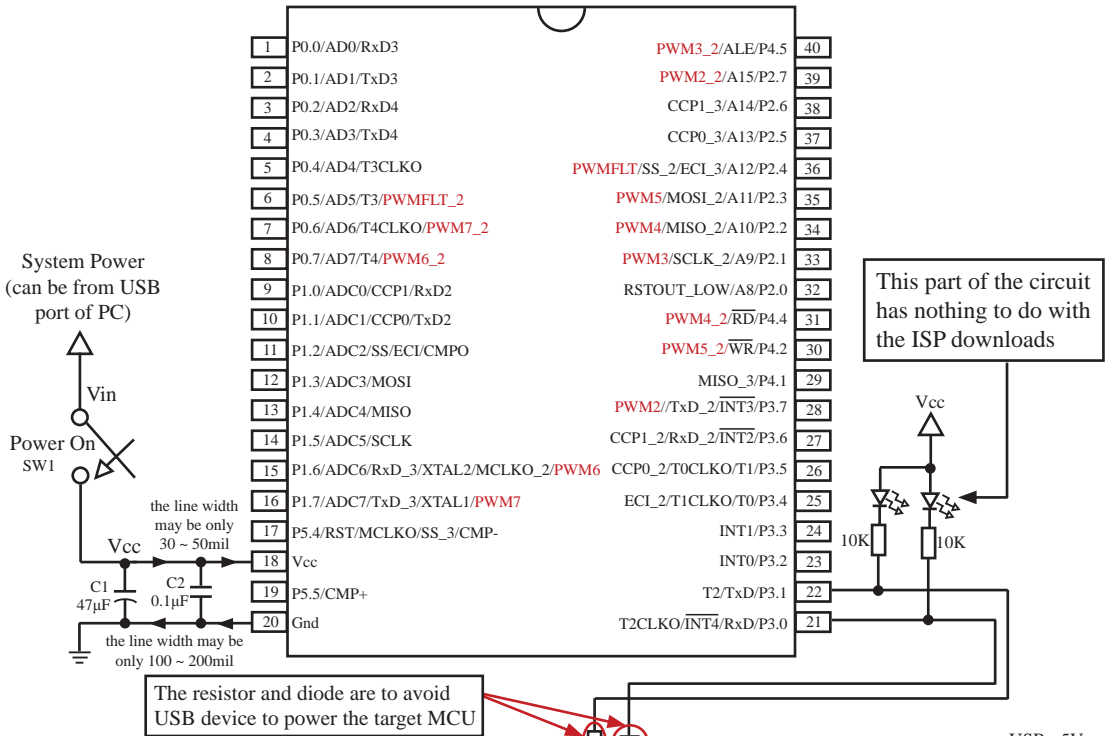 1 P0.0/AD0/RxD3
2 P0.1/AD1/TxD3
3 P0.2/AD2/RxD4
4 P0.3/AD3/TxD4
5 P0.4/AD4/T3CLKO
6 P0.5/AD5/T3/PWMFLT_2
7 P0.6/AD6/T4CLKO/PWM7_2
8 P0.7/AD7/T4/PWM6_2
9 P1.0/ADC0/CCP1/RxD2
10 P1.1/ADC1/CCP0/TxD2
11 P1.2/ADC2/SS/ECI/CMPO
12 P1.3/ADC3/MOSI
13 P1.4/ADC4/MISO
14 P1.5/ADC5/SCLK
15 P1.6/ADC6/RxD_3/XTAL2/MCLKO_2/PWM6
16 P1.7/ADC7/TxD_3/XTAL1/PWM7
17 P5.4/RST/MCLKO/SS_3/CMP-
18 Vcc
19 P5.5/CMP+
20 Gnd
PWM3_2/ALE/P4.5 40
PWM2_2/A15/P2.7 39
CCP1_3/A14/P2.6 38
CCP0_3/A13/P2.5 37
PWMFLT/SS_2/ECI_3/A12/P2.4 36
PWM5/MOSI_2/A11/P2.3 35
PWM4/MISO_2/A10/P2.2 34
PWM3/SCLK_2/A9/P2.1 33
RSTOUT_LOW/A8/P2.0 32
PWM4_2/RD/P4.4 31
PWM5_2/WR/P4.2 30
MISO_3/P4.1 29
PWM2//TxD_2/INT3/P3.7 28
CCP1_2/RxD_2/INT2/P3.6 27
CCP0_2/T0CLKO/T1/P3.5 26
ECI_2/T1CLKO/T0/P3.4 25
INT1/P3.3 24
INT0/P3.2 23
T2/TxD/P3.1 22
T2CLKO/INT4/RxD/P3.0 21
System Power
(can be from USB
port of PC)
Vin
Power On
SW1
the line width
may be only
30 ~ 50mil
Vcc
C1
47μF
C2
0.1μF
the line width may be
only 100 ~ 200mil
This part of the circuit
has nothing to do with
the ISP downloads
Vcc
10K
10K
The resistor and diode are to avoid
USB device to power the target MCU
USB +5V